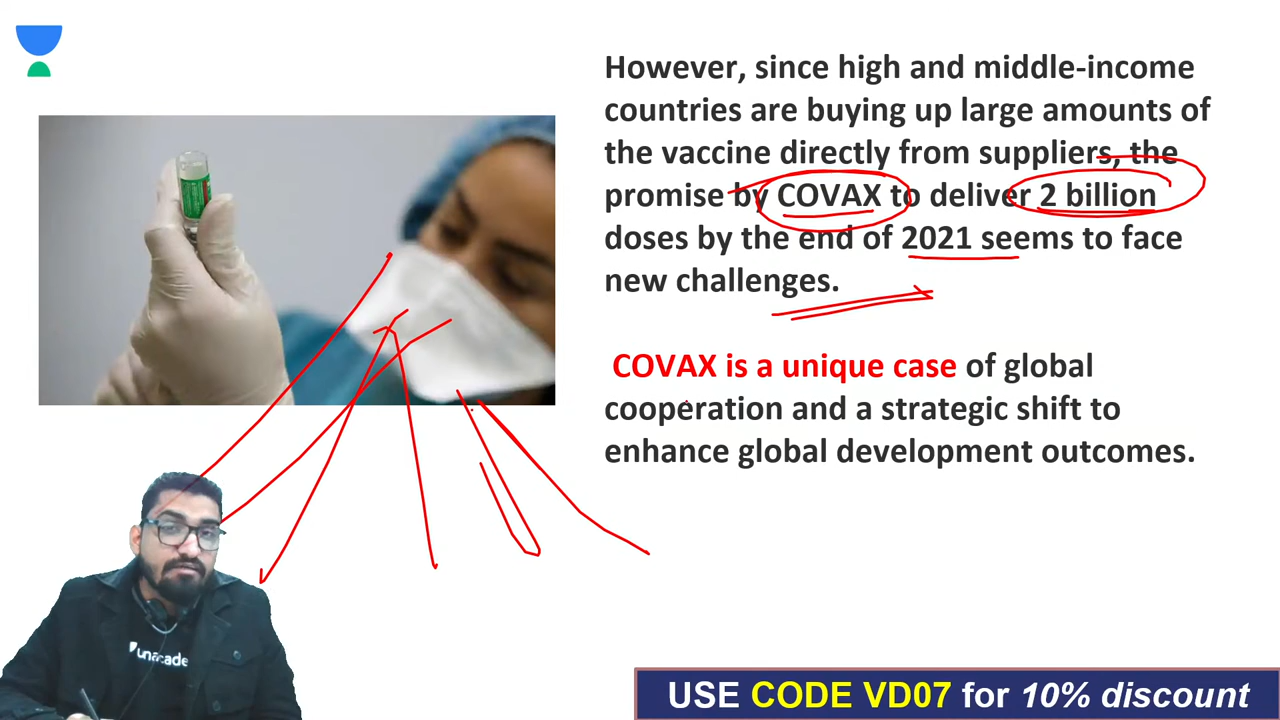 However, since high and middle-income
countries are buying up large amounts of
the vaccine directly from suppliers, the
promise by COVAX to deliver 2 billion
doses by the end of 2021 seems to face
new challenges.
COVAX is a unique case of global
cooperation and a strategic shift to
enhance global development outcomes.
unacade
USE CODE VD07 for 10% discount